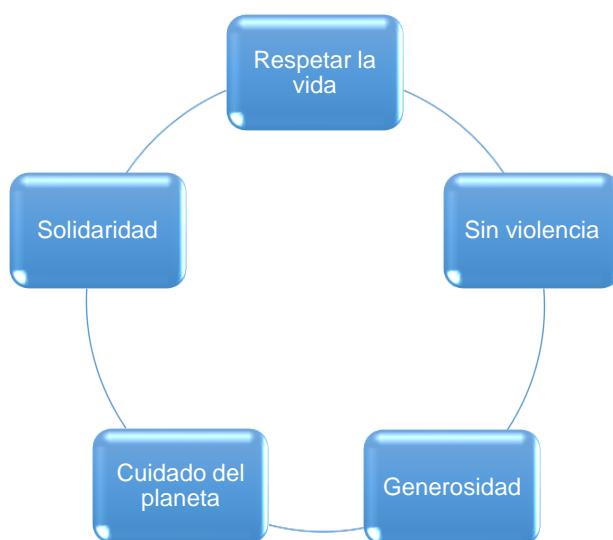 Respetar la
vida
Sin violencia
Generosidad
Cuidado del
planeta
Solidaridad